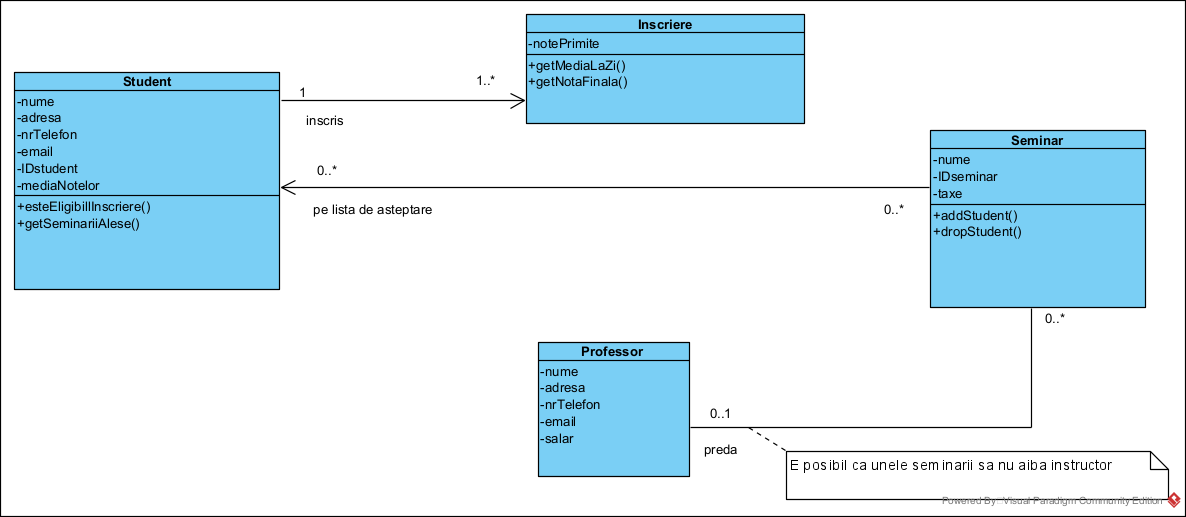 Inscriere
-notePrimite
+getMediaLaZi()
+getNotaFinala()
Student
-nume
-adresa
-nrTelefon
-email
-IDstudent
-mediaNotelor
+esteEligibilInscriere()
+getSeminariiAlese()
1
1..*
inscris
Seminar
-nume
-IDseminar
-taxe
+addStudent()
+dropStudent()
0..*
pe lista de asteptare
0..*
0..*
Professor
-nume
-adresa
-nrTelefon
-email
-salar
0..1
preda
E posibil ca unele seminarii sa nu aiba instructor
Powered By: Visual Paradigm Community Edition